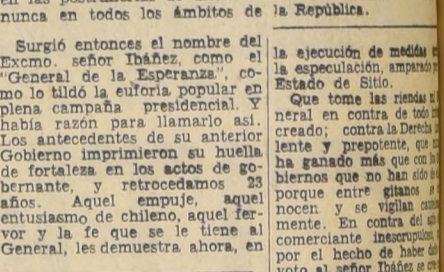 nunca en todos los ámbitos de
Surgió entonces el nombre del
Excmo. señor Ibáñez, como el
"General de la Esperanza", co-
mo lo tildó la euforia popular en
plena campaña presidencial. Y
había razón para llamarlo así.
Los antecedentes de su anterior
Gobierno imprimieron su huella
de fortaleza en los actos de go-
bernante, y retrocedamos 23
años. Aquel empuje, aquel
entusiasmo de chileno, aquel fer-
vor y la fe que se le tiene al
General, les demuestra ahora, en
la República.
la ejecución de medidas
la especulación, amparado
Estado de Sitio.
Que tome las riendas
neral en contra de todo
creado; contra la Derecha
lente y prepotente, que
ha ganado más que con
biernos que no han sido
porque entre gitanos se
nocen y se vigilan
mente. En contra del
comerciante inescrupuloso,
por el hecho de haber
voto al señor Ibáñez se